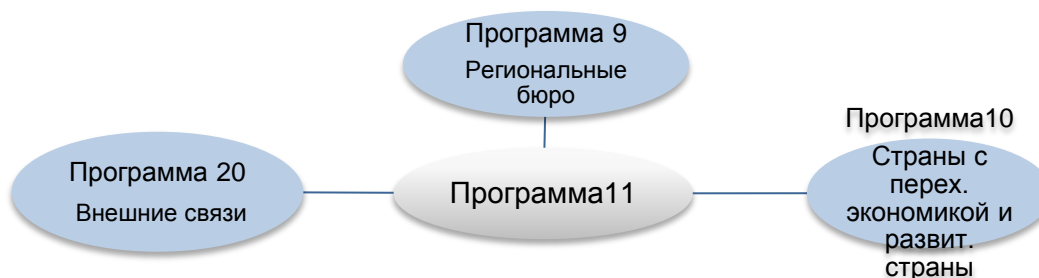 Программа 9
Региональные
бюро
Программа 20
Внешние связи
Программа11
Программа10
Страны с
перех.
экономикой и
развит.
страны